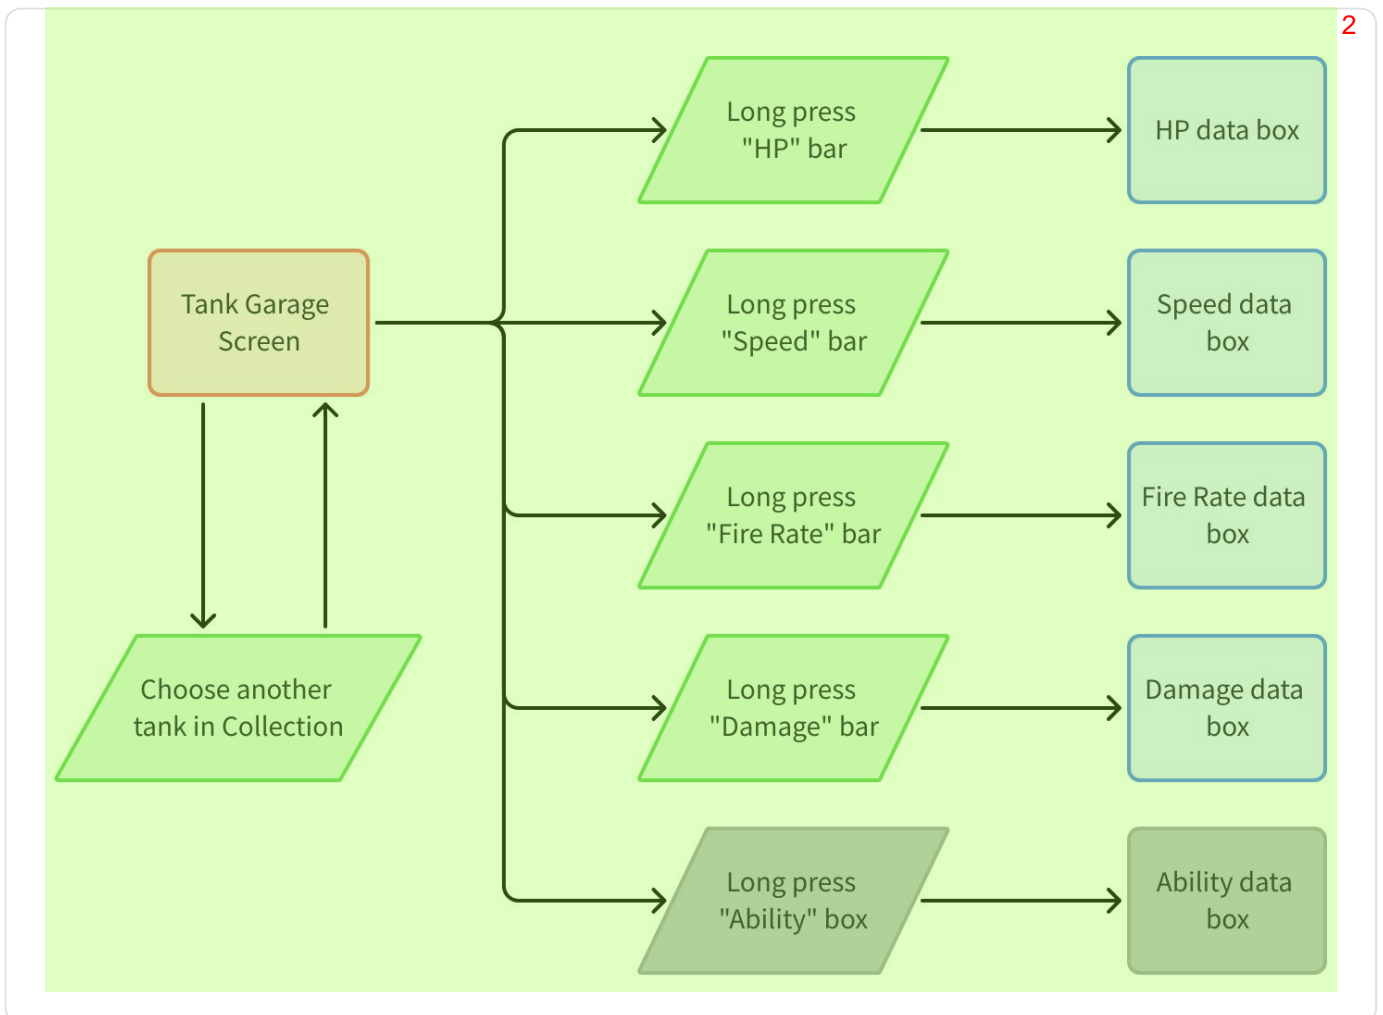 2
Long press
"HP" bar
HP data box
Tank Garage
Screen
Long press
"Speed" bar
Speed data
box
Long press
"Fire Rate" bar
Fire Rate data
box
Choose another
tank in Collection
Long press
"Damage" bar
Damage data
box
Long press
"Ability" box
Ability data
box